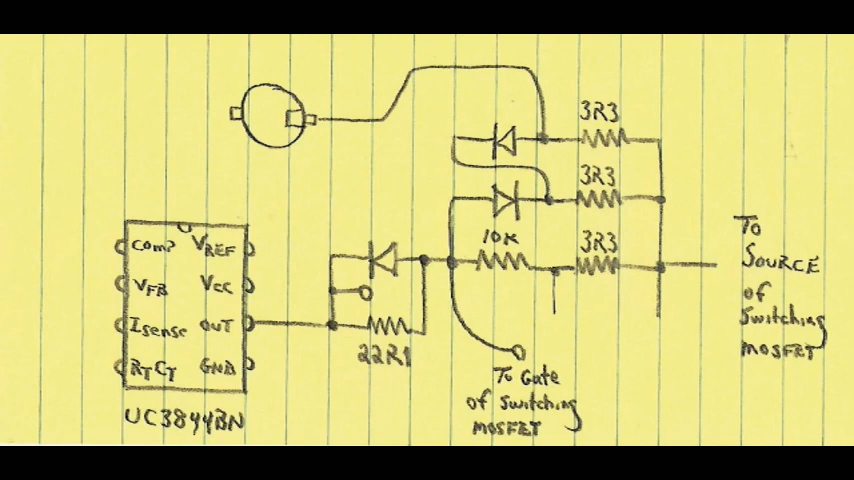 3R3
3R3
10K
3R3
To
SOURCE
of
Switching
MOSFET
COMP
VREF
VFB
VCC
Isense
OUT
RTCT
GND
22R1
UC3844BN
To Gate
of Switching
MOSFET